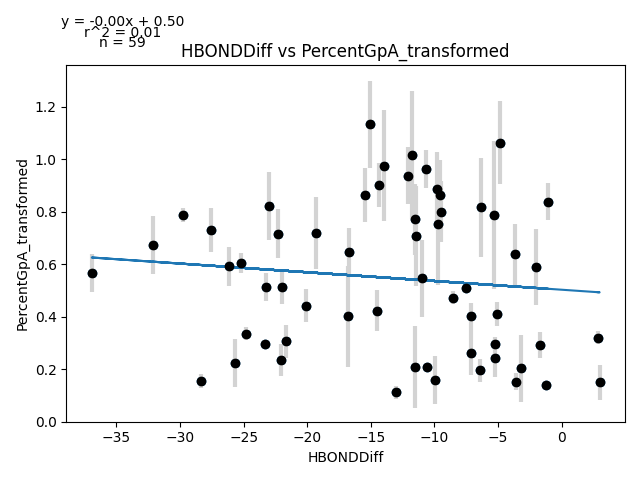 y = -0.00x + 0.50
r^2 = 0.01
n = 59
HBONDDiff vs PercentGpA_transformed
PercentGpA_transformed
1.2
1.0
0.8
0.6
0.4
0.2
0.0
−35 −30 −25 −20 −15 −10 −5 0
HBONDDiff